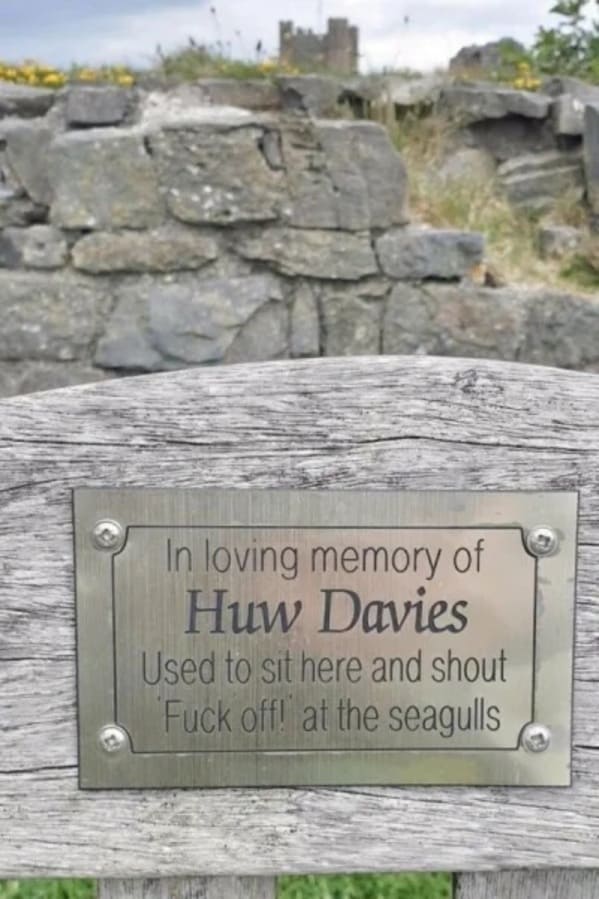 In loving memory of
Huw Davies
Used to sit here and shout
'Fuck off!' at the seagulls